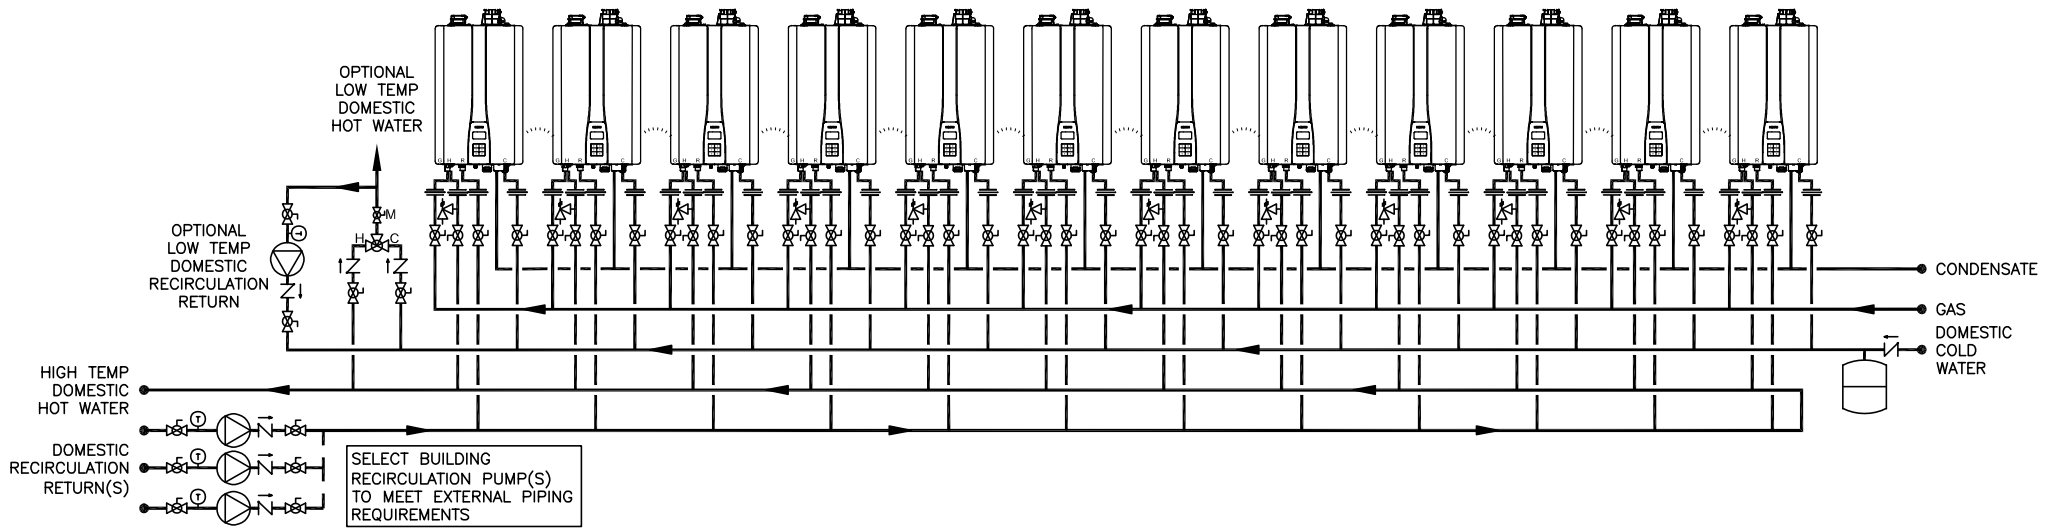 OPTIONAL
LOW TEMP
DOMESTIC
HOT WATER
G H R C
G H R C
G H R C
G H R C
G H R C
G H R C
G H R C
G H R C
G H R C
G H R C
G H R C
G H R C
M
H C
T
OPTIONAL
LOW TEMP
DOMESTIC
RECIRCULATION
RETURN
CONDENSATE
GAS
DOMESTIC
COLD
WATER
HIGH TEMP
DOMESTIC
HOT WATER
T
T
T
DOMESTIC
RECIRCULATION
RETURN(S)
SELECT BUILDING
RECIRCULATION PUMP(S)
TO MEET EXTERNAL PIPING
REQUIREMENTS